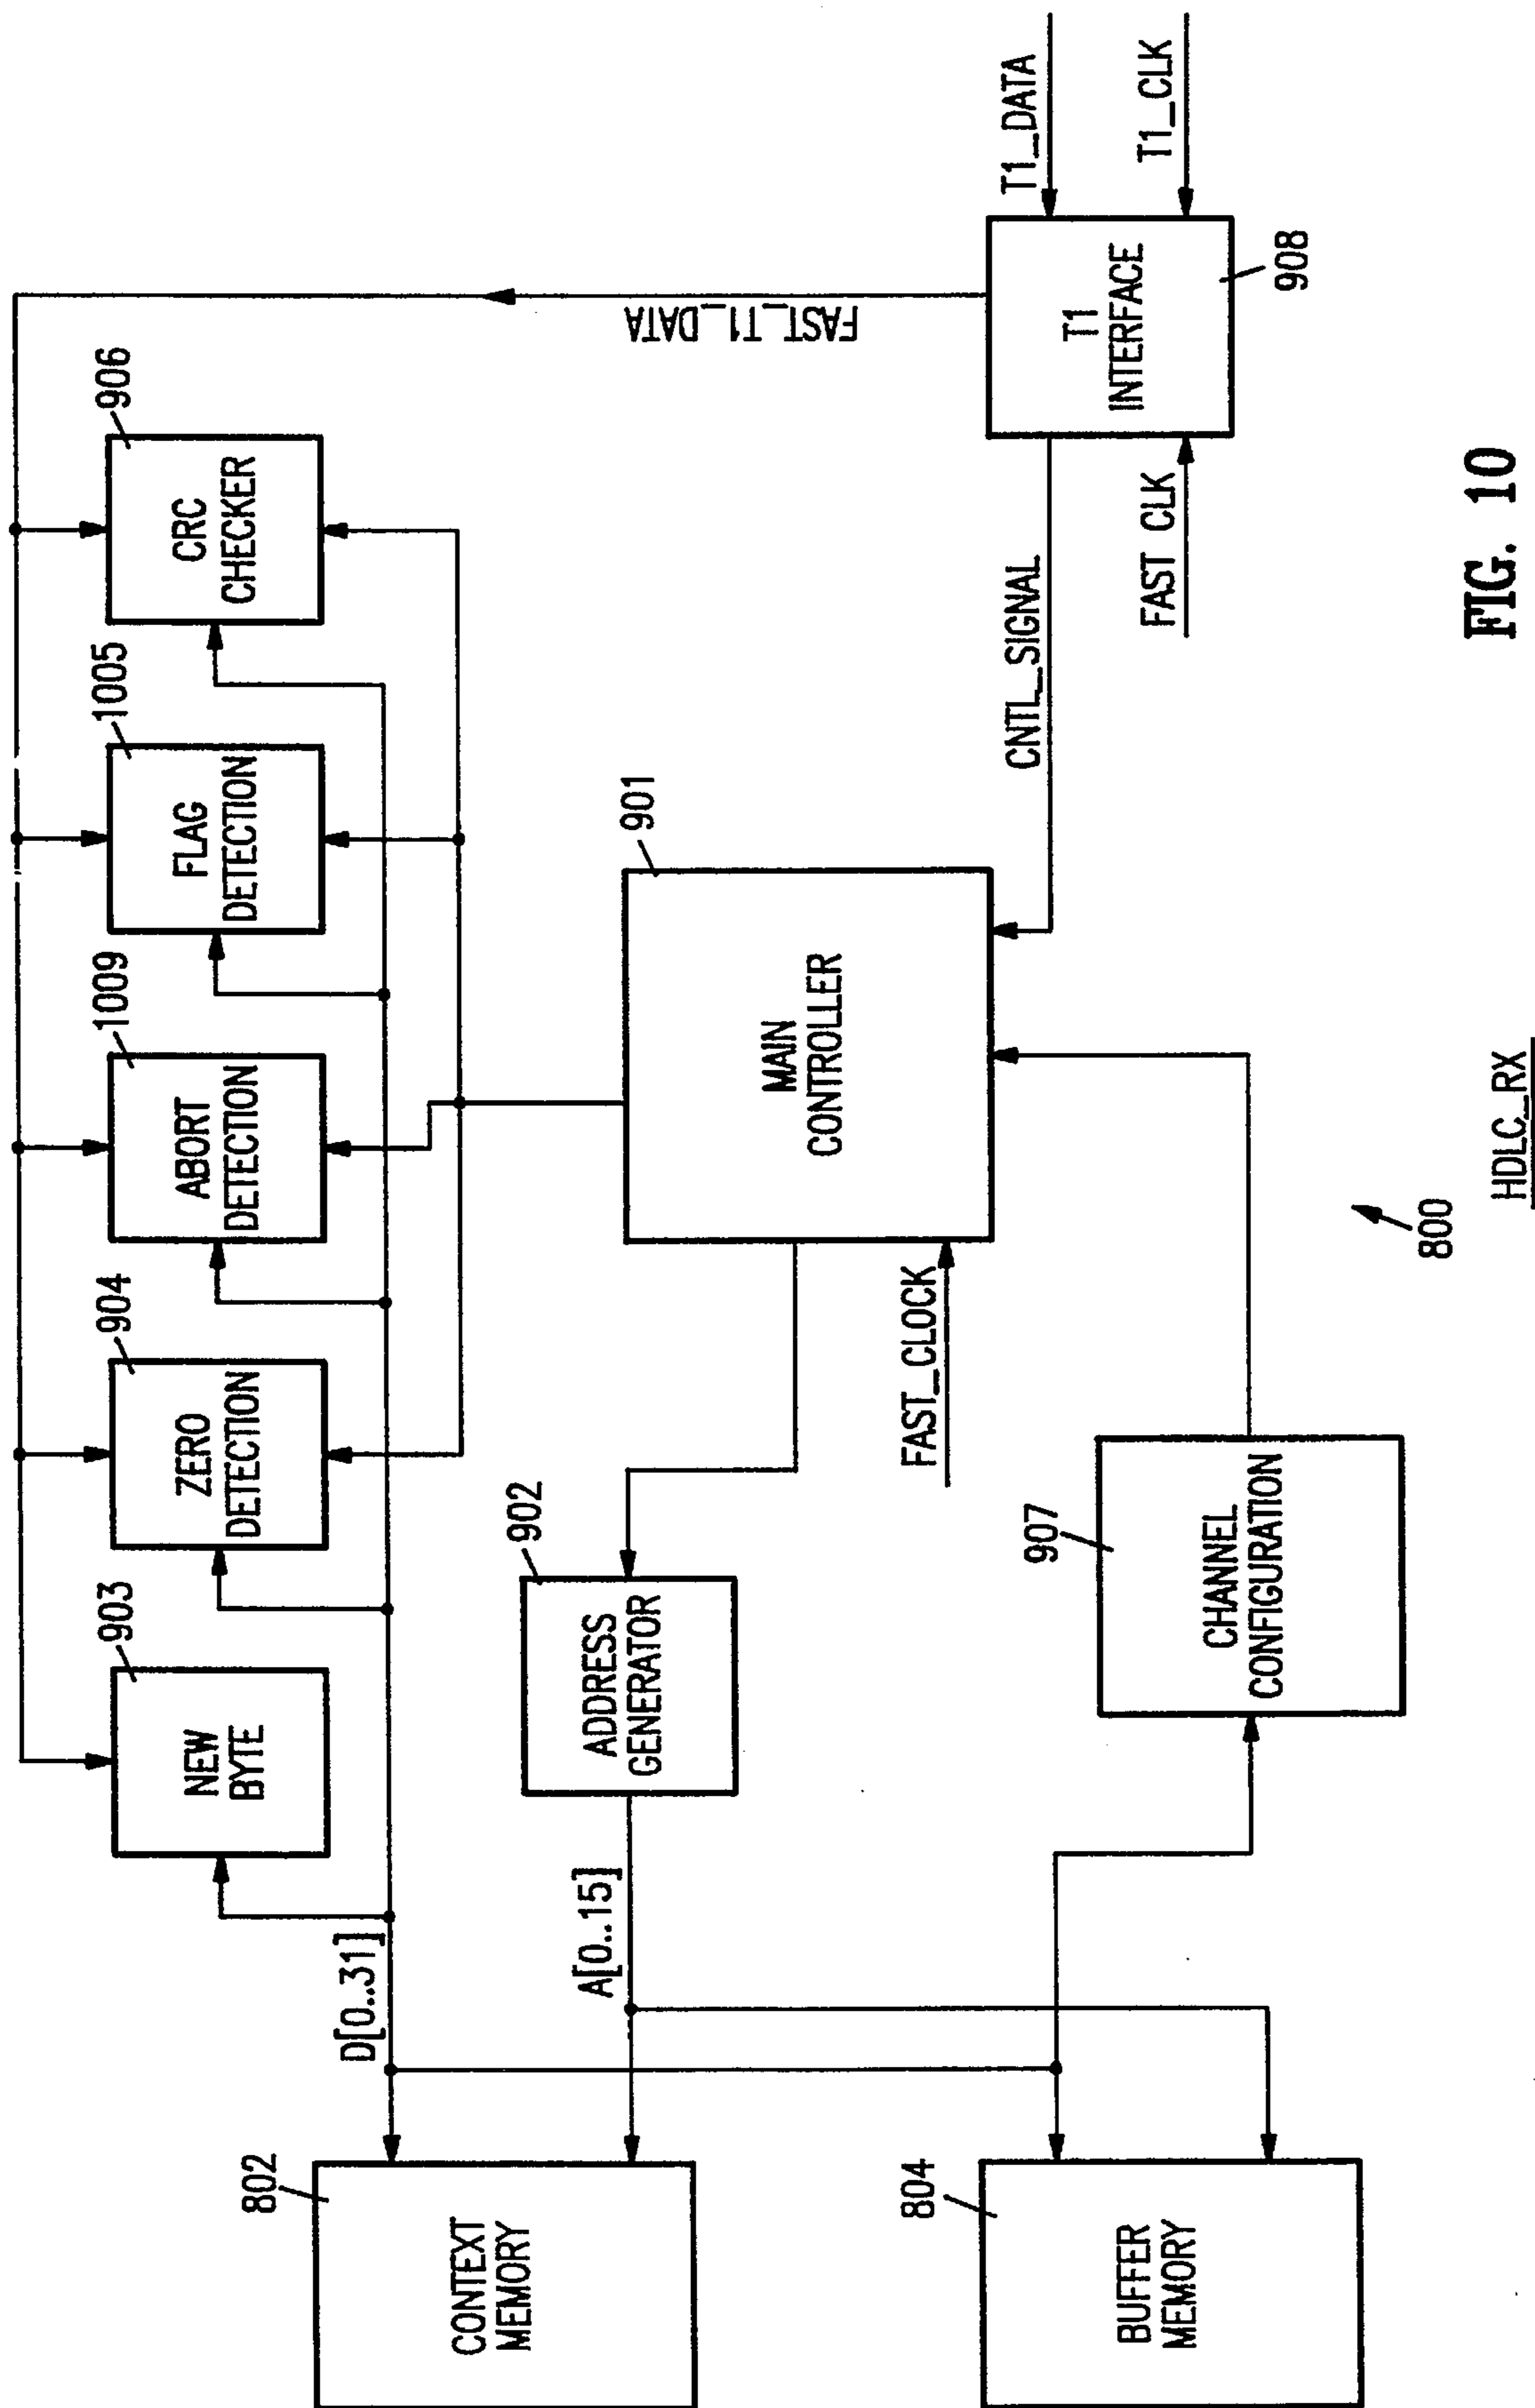 903
NEW
BYTE
904
ZERO
DETECTION
1009
ABORT
DETECTION
1005
FLAG
DETECTION
906
CRC
CHECKER
FAST_T1_DATA
D[0..31]
802
CONTEXT
MEMORY
A[0..15]
902
ADDRESS
GENERATOR
901
MAIN
CONTROLLER
FAST_CLOCK
CNTL_SIGNAL
T1_DATA
T1_CLK
T1
INTERFACE
908
FAST CLK
804
BUFFER
MEMORY
907
CHANNEL
CONFIGURATION
800
HDLC_RX
FIG. 10